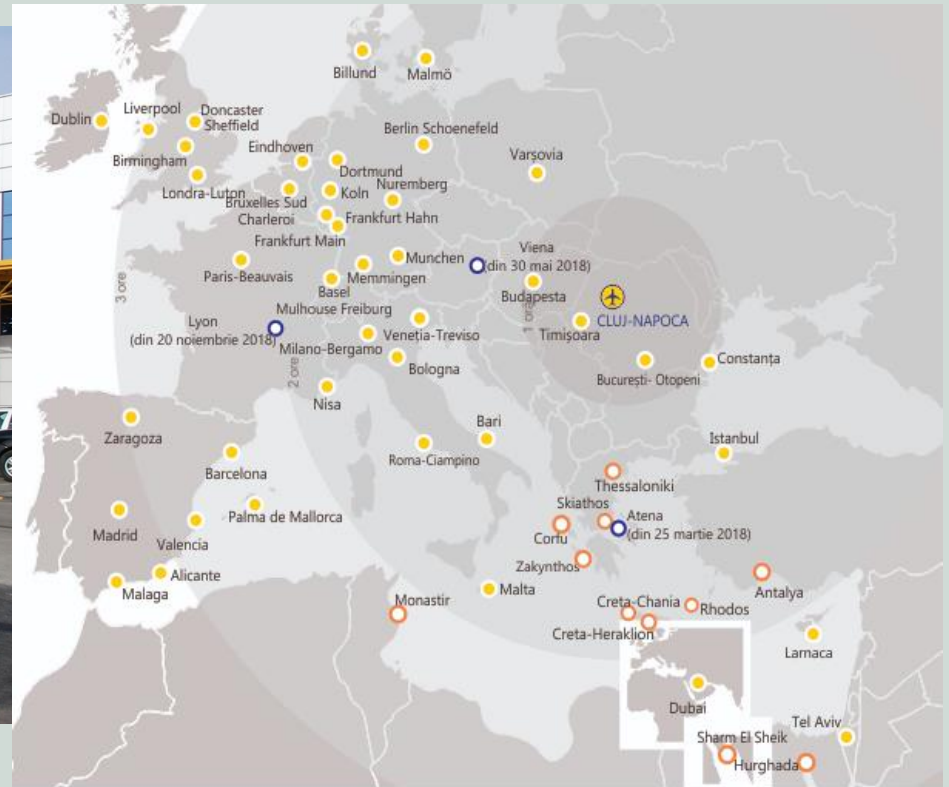 Billund
Malmö
Dublin
Liverpool
Doncaster
Sheffield
Birmingham
Londra-Luton
Eindhoven
Berlin Schoenefeld
Varșovia
Dortmund
Bruxelles Sud
Charleroi
Koln
Nuremberg
Frankfurt Hahn
Frankfurt Main
Paris-Beauvais
Munchen
Memmingen
Basel
Mulhouse Freiburg
Viena
(din 30 mai 2018)
Budapesta
1 oră
CLUJ-NAPOCA
Timișoara
3 ore
Lyon
(din 20 noiembrie 2018)
Milano-Bergamo
Veneția-Treviso
Bologna
2 ore
București- Otopeni
Constanța
Nisa
Zaragoza
Barcelona
Bari
Roma-Ciampino
Istanbul
Thessaloniki
Skiathos
Atena
(din 25 martie 2018)
Corfu
Zakynthos
Madrid
Valencia
Palma de Mallorca
Alicante
Malaga
Monastir
Malta
Creta-Chania
Rhodos
Creta-Heraklion
Antalya
Larnaca
Dubai
Tel Aviv
Sharm El Sheik
Hurghada